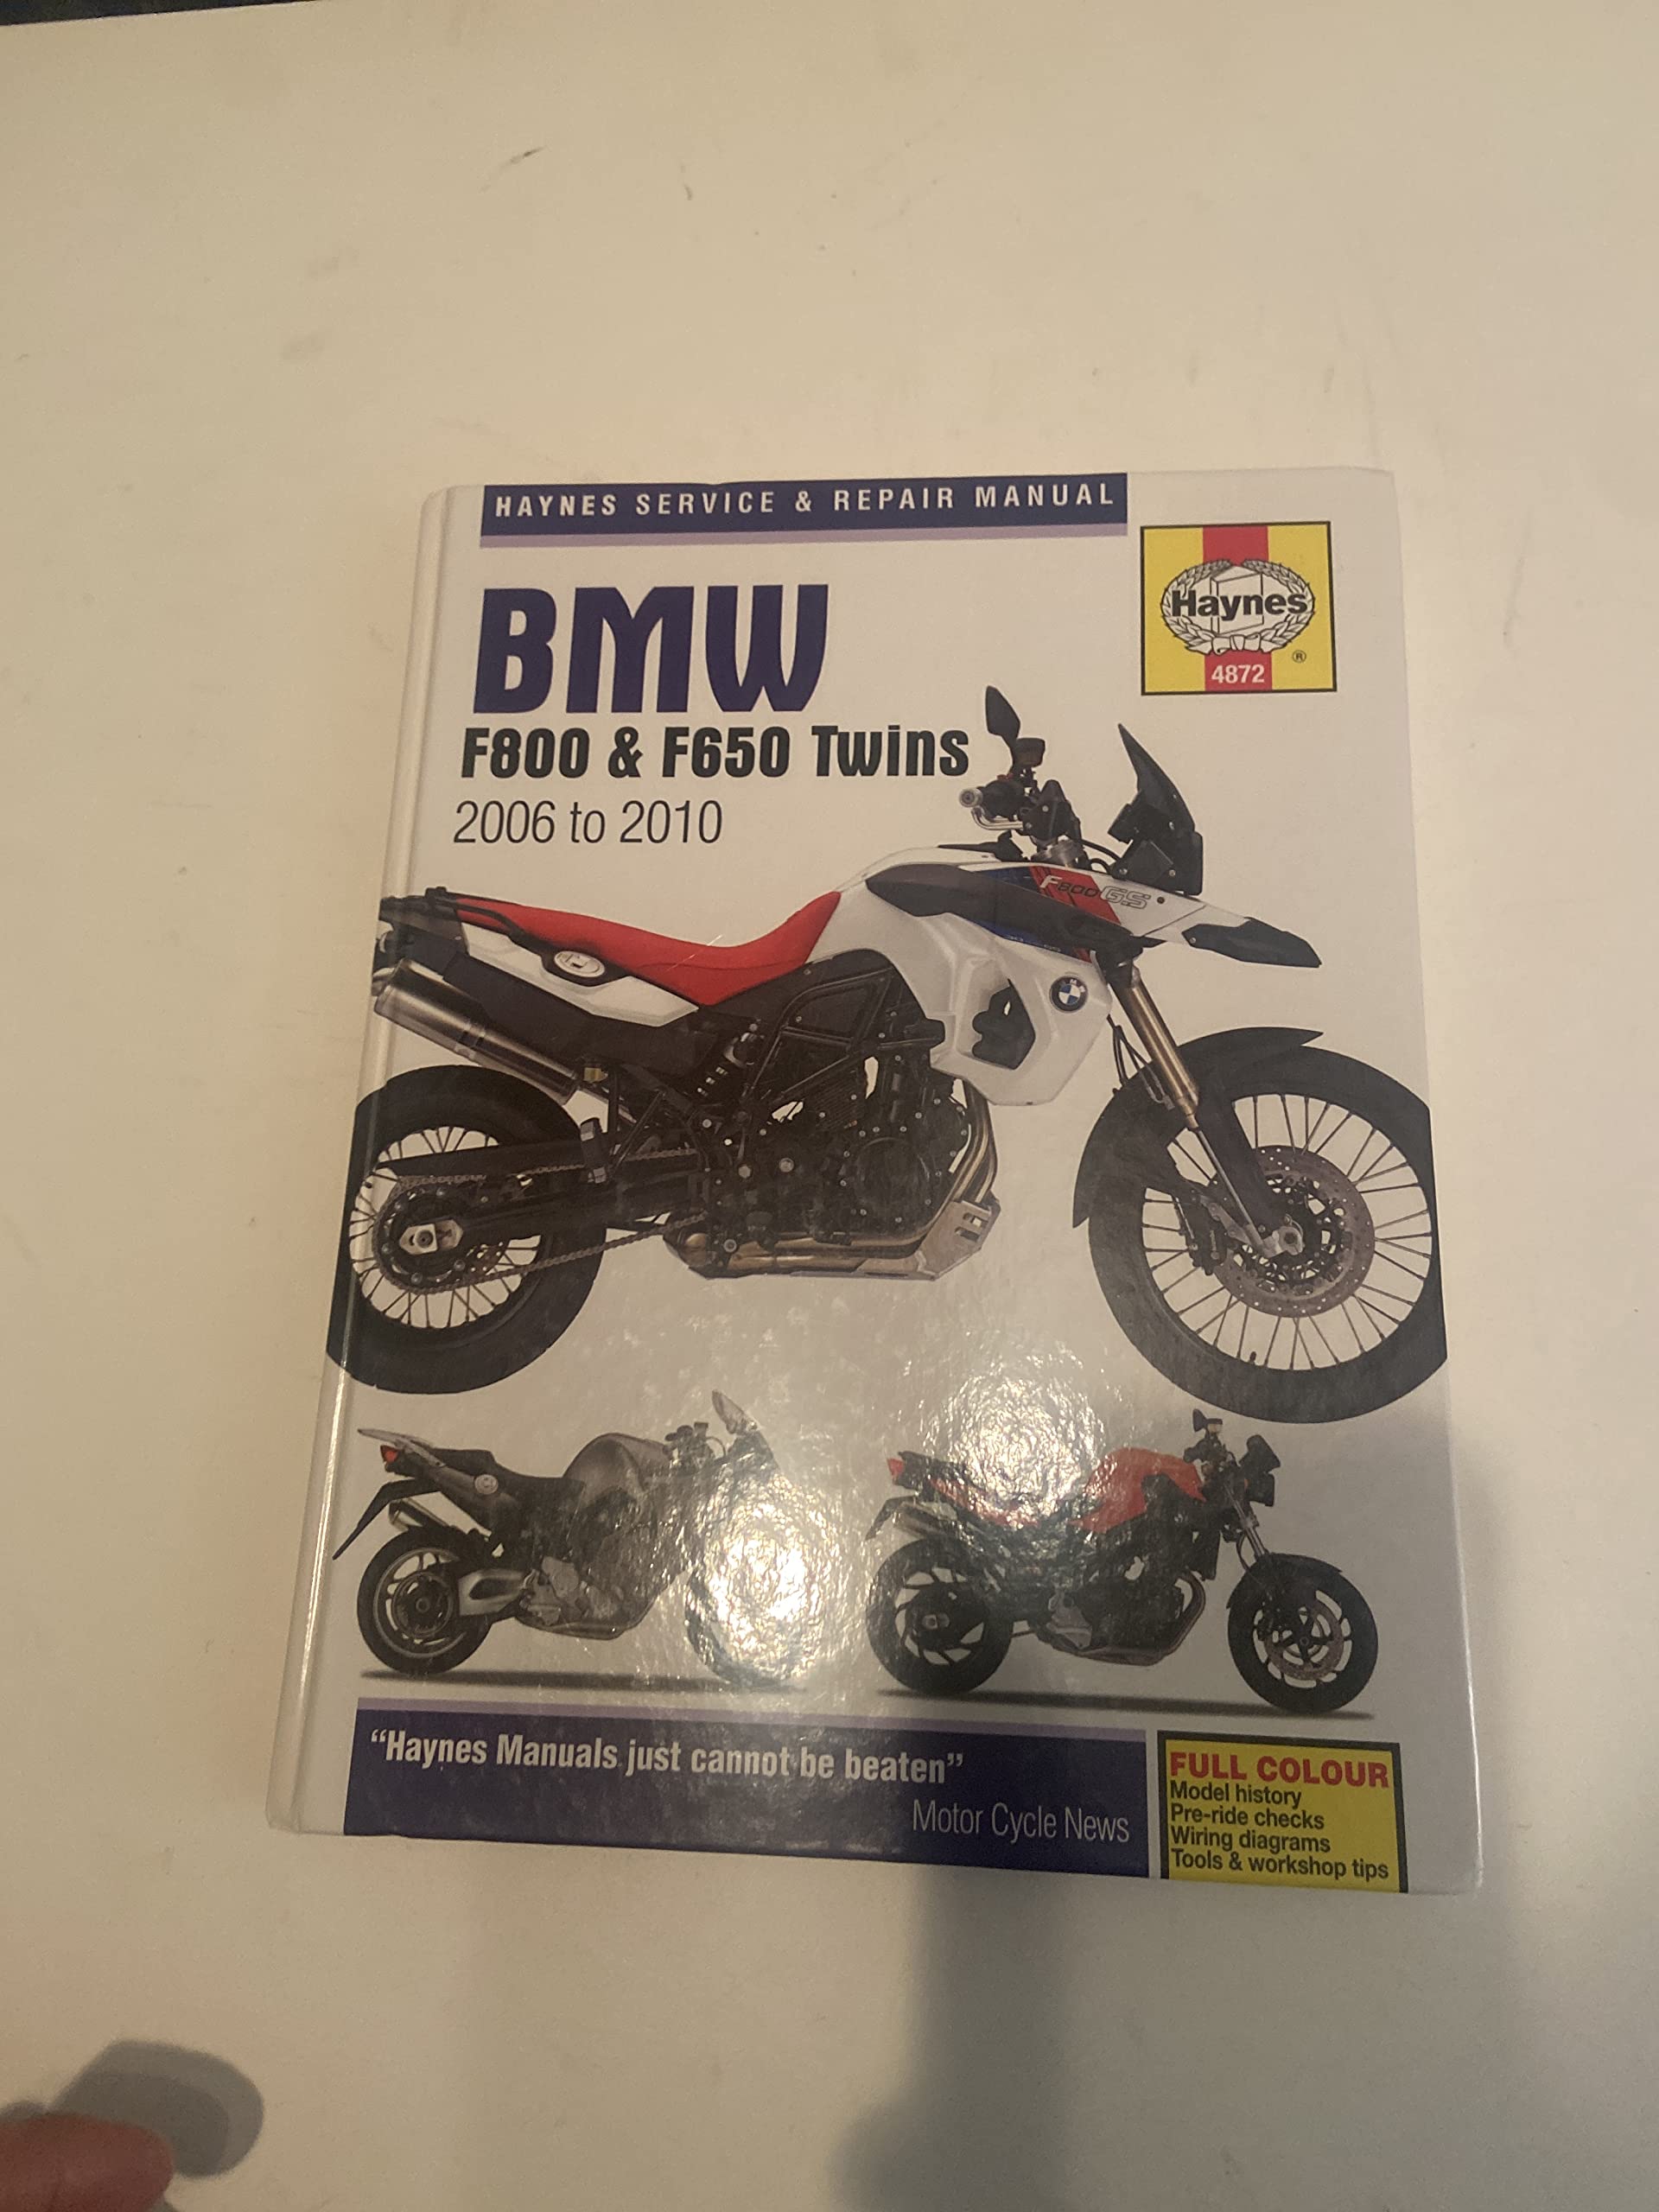 HAYNES SERVICE & REPAIR MANUAL
Haynes
®
4872
BMW
F800 & F650 Twins
2006 to 2010
F800GS
"Haynes Manuals just cannot be beaten"
Motor Cycle News
FULL COLOUR
Model history
Pre-ride checks
Wiring diagrams
Tools & workshop tips